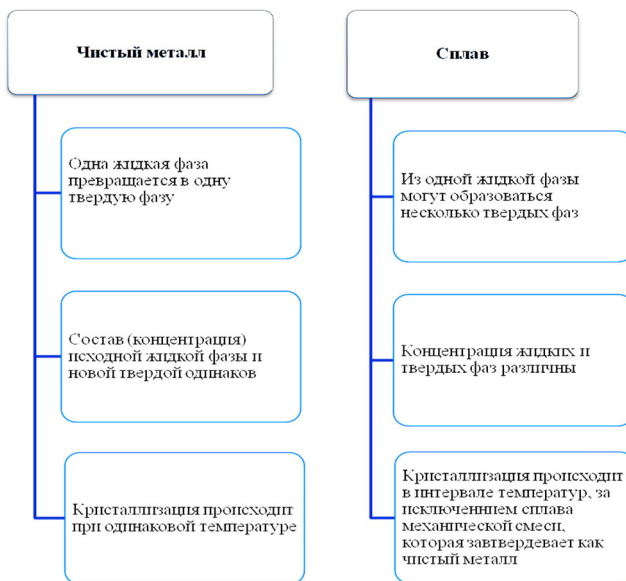 Чистый металл
Одна жидкая фаза
превращается в одну
твердую фазу
Состав (концентрация)
исходной жидкой фазы и
новой твердой одинаков
Кристаллизация происходит
при одинаковой температуре
Сплав
Из одной жидкой фазы
могут образоваться
несколько твердых фаз
Концентрация жидких и
твердых фаз различны
Кристаллизация происходит
в интервале температур, за
исключением сплава
механической смеси,
которая завтвердевает как
чистый металл